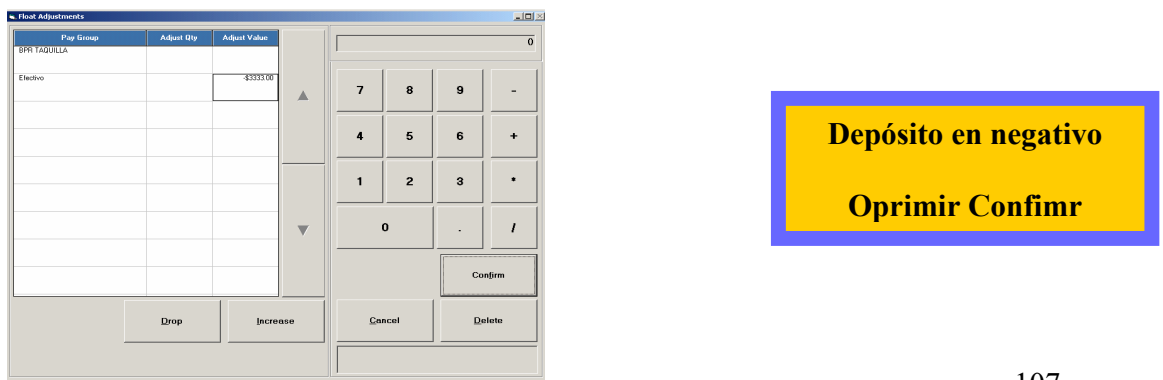 Float Adjustments
Pay Group Adjust Qty Adjust Value
BPR TAQUILLA
Efectivo -$3333.00
0
7 8 9 -
4 5 6 +
1 2 3 *
0 . /
Confirm
Drop Increase Cancel Delete
Depósito en negativo
Oprimir Confimr
107